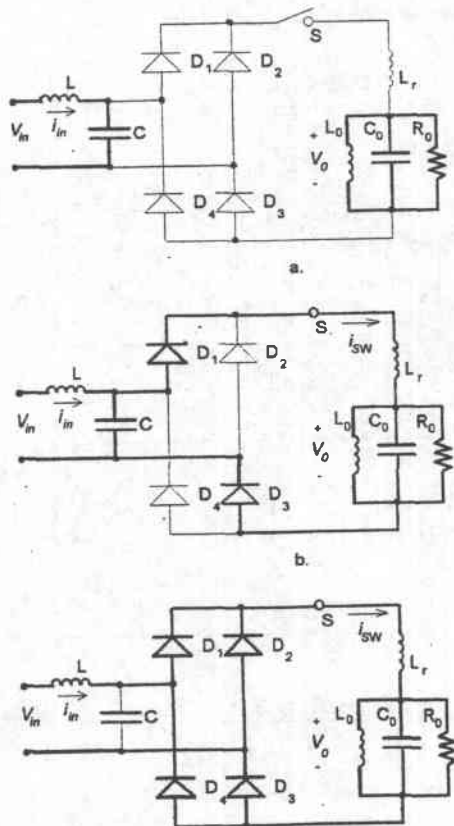 S
D1 D2
Lr
L
Vin iin C
L0 C0 R0
+
V0
-
D4 D3
a.
S
iSW
D1 D2
Lr
L
Vin iin C
L0 C0 R0
+
V0
-
D4 D3
b.
S
iSW
D1 D2
Lr
L
Vin iin C
L0 C0 R0
+
V0
-
D4 D3